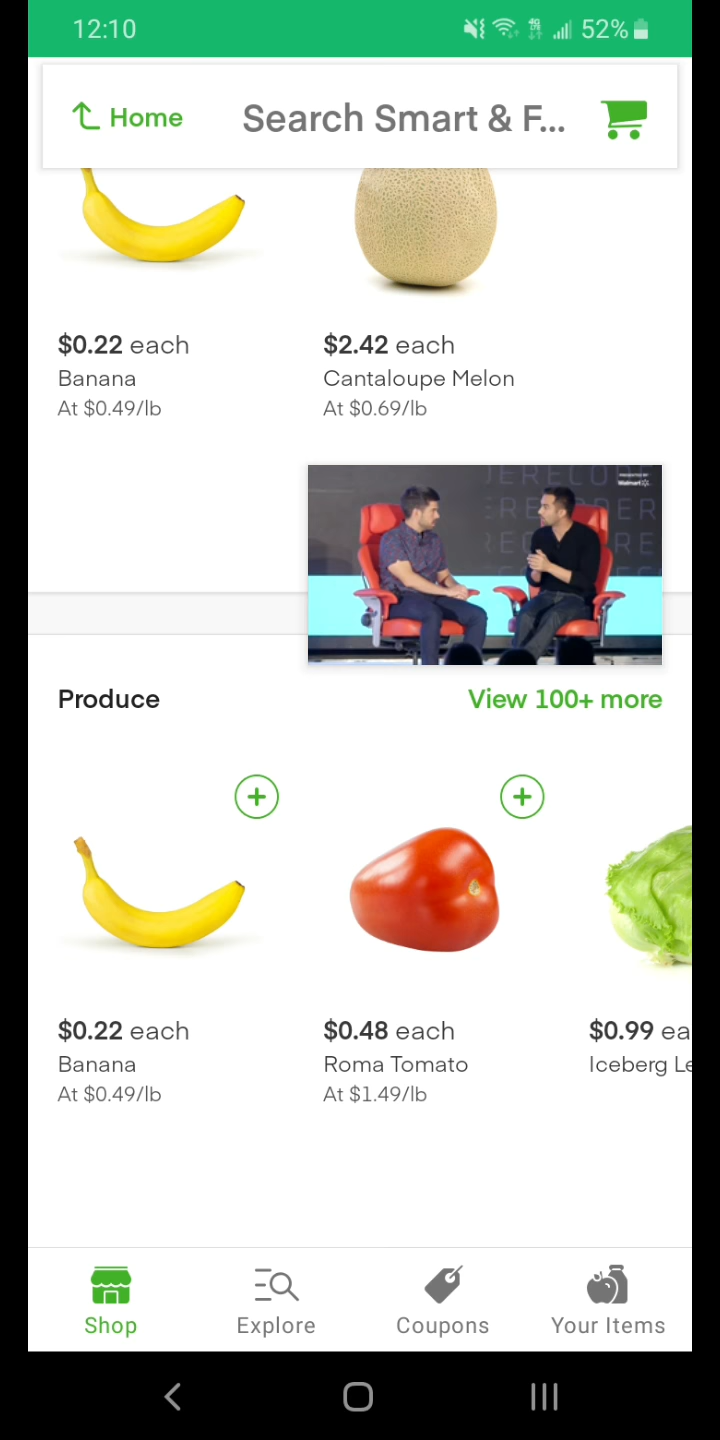 12:10
52%
Home
Search Smart & F...
$0.22 each
$2.42 each
Banana
Cantaloupe Melon
At $0.49/lb
At $0.69/lb
Walmart
Produce
View 100+ more
$0.22 each
$0.48 each
$0.99 ea
Banana
Roma Tomato
Iceberg Le
At $0.49/lb
At $1.49/lb
Shop
Explore
Coupons
Your Items